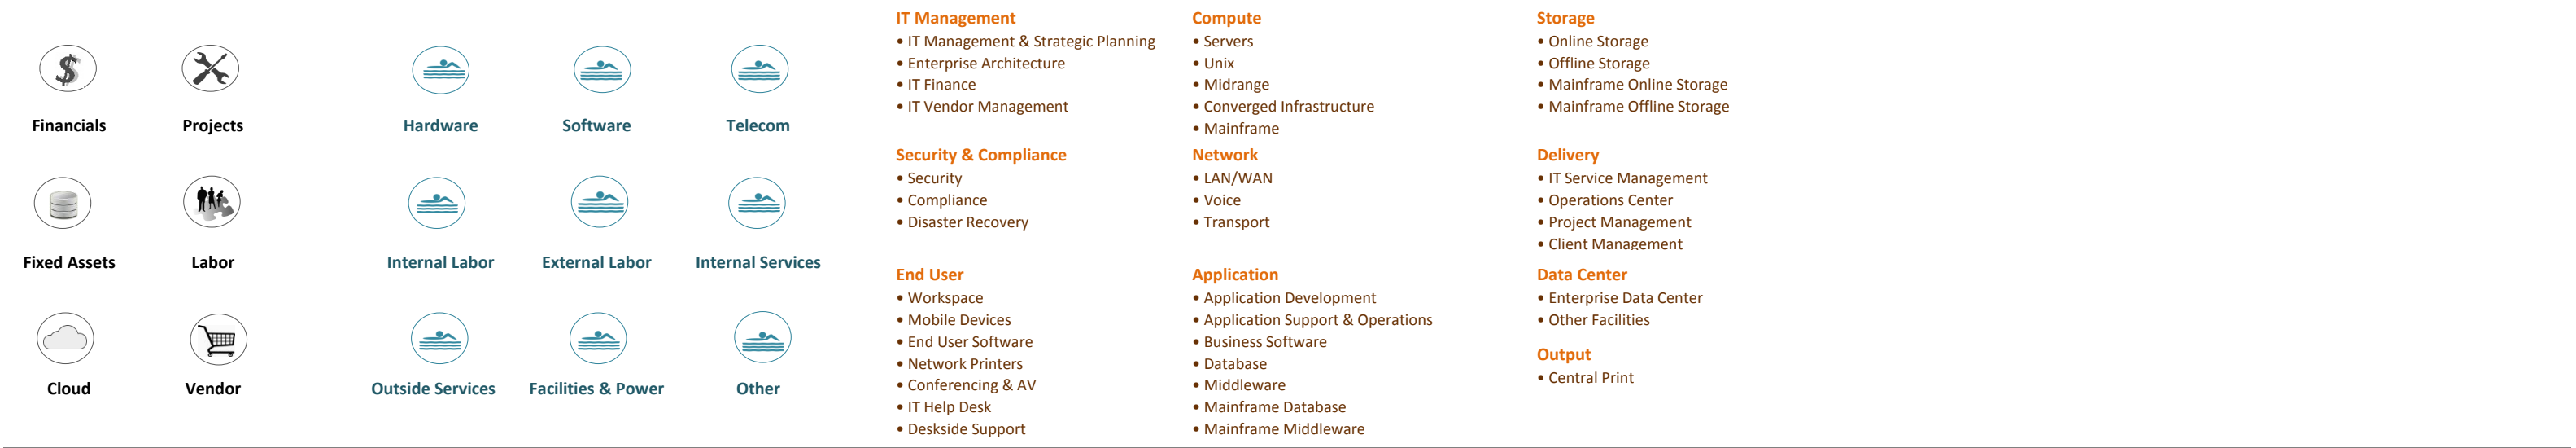 Financials
Projects
Fixed Assets
Labor
Cloud
Vendor
Hardware
Software
Telecom
Internal Labor
External Labor
Internal Services
Outside Services
Facilities & Power
Other
IT Management
• IT Management & Strategic Planning
• Enterprise Architecture
• IT Finance
• IT Vendor Management
Security & Compliance
• Security
• Compliance
• Disaster Recovery
End User
• Workspace
• Mobile Devices
• End User Software
• Network Printers
• Conferencing & AV
• IT Help Desk
• Deskside Support
Compute
• Servers
• Unix
• Midrange
• Converged Infrastructure
• Mainframe
Network
• LAN/WAN
• Voice
• Transport
Application
• Application Development
• Application Support & Operations
• Business Software
• Database
• Middleware
• Mainframe Database
• Mainframe Middleware
Storage
• Online Storage
• Offline Storage
• Mainframe Online Storage
• Mainframe Offline Storage
Delivery
• IT Service Management
• Operations Center
• Project Management
• Client Management
Data Center
• Enterprise Data Center
• Other Facilities
Output
• Central Print